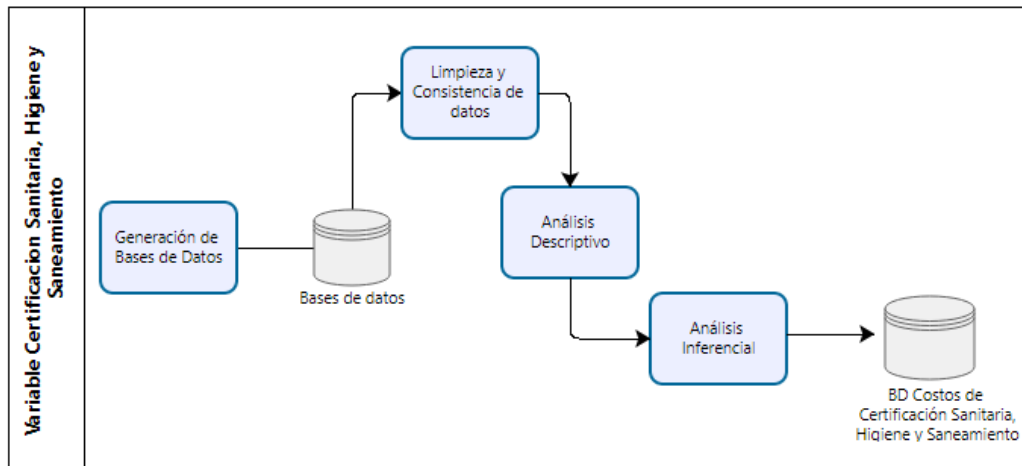 Variable Certificacion Sanitaria, Higiene y
Saneamiento
Generación de
Bases de Datos
Bases de datos
Limpieza y
Consistencia de
datos
Análisis
Descriptivo
Análisis
Inferencial
BD Costos de
Certificación Sanitaria,
Higiene y Saneamiento